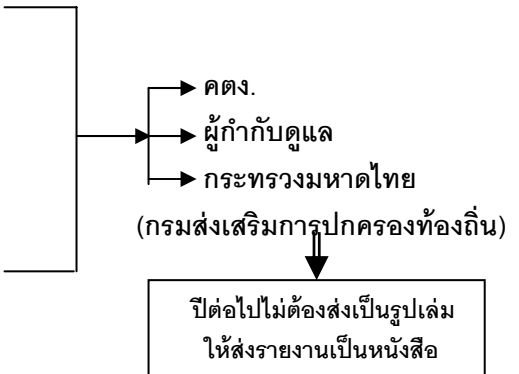 คตง.
ผู้กำกับดูแล
กระทรวงมหาดไทย
(กรมส่งเสริมการปกครองท้องถิ่น)
ปีต่อไปไม่ต้องส่งเป็นรูปเล่ม
ให้ส่งรายงานเป็นหนังสือ